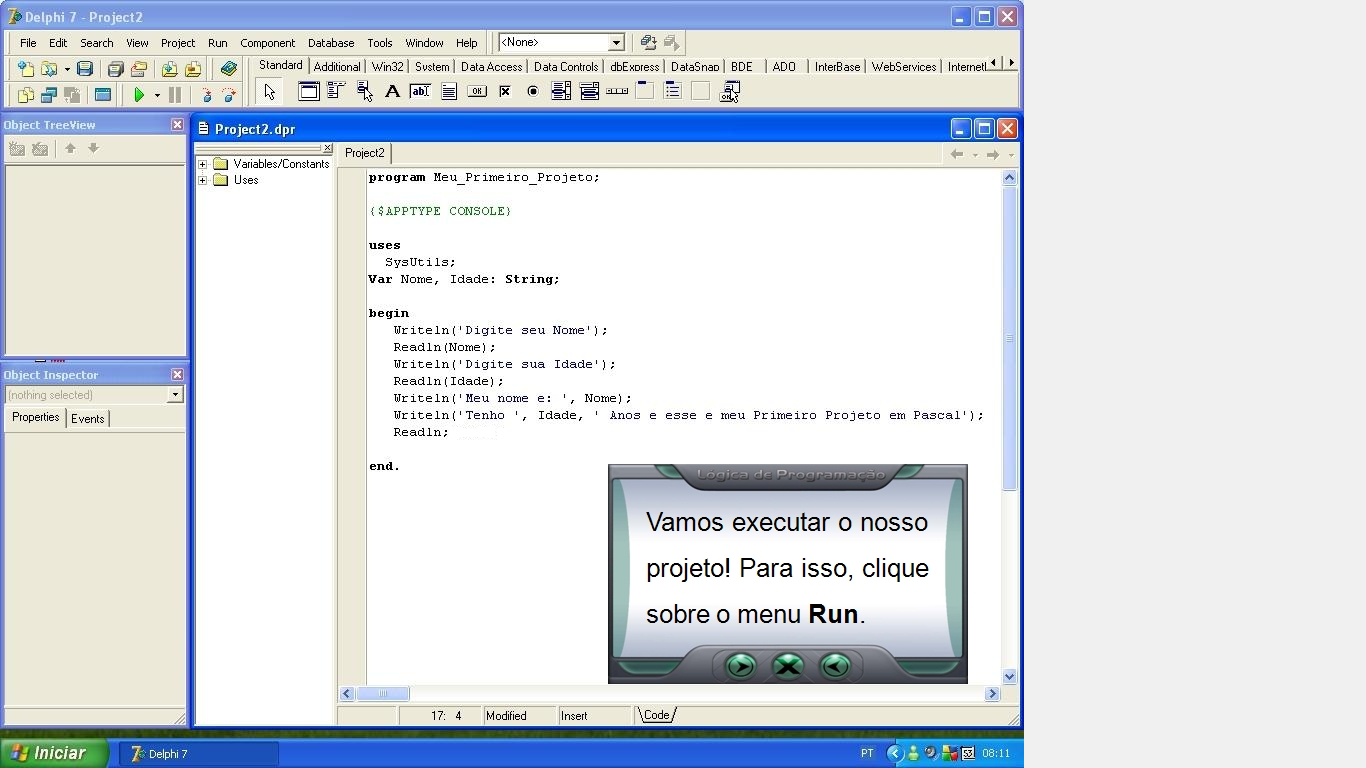 Delphi 7 - Project2
File Edit Search View Project Run Component Database Tools Window Help <None>
Standard Additional Win32 System Data Access Data Controls dbExpress DataSnap BDE ADO InterBase WebServices InternetE
Object TreeView
Project2.dpr
Variables/Constants
Uses
Project2
program Meu_Primeiro_Projeto;
{$APPTYPE CONSOLE}
uses
SysUtils;
Var Nome, Idade: String;
begin
Writeln('Digite seu Nome');
Readln(Nome);
Writeln('Digite sua Idade');
Readln(Idade);
Writeln('Meu nome e: ', Nome);
Writeln('Tenho ', Idade, ' Anos e esse e meu Primeiro Projeto em Pascal');
Readln;
end.
Object Inspector
(nothing selected)
Properties Events
Lógica de Programação
Vamos executar o nosso
projeto! Para isso, clique
sobre o menu Run.
17: 4 Modified Insert Code
Iniciar Delphi 7 PT 08:11